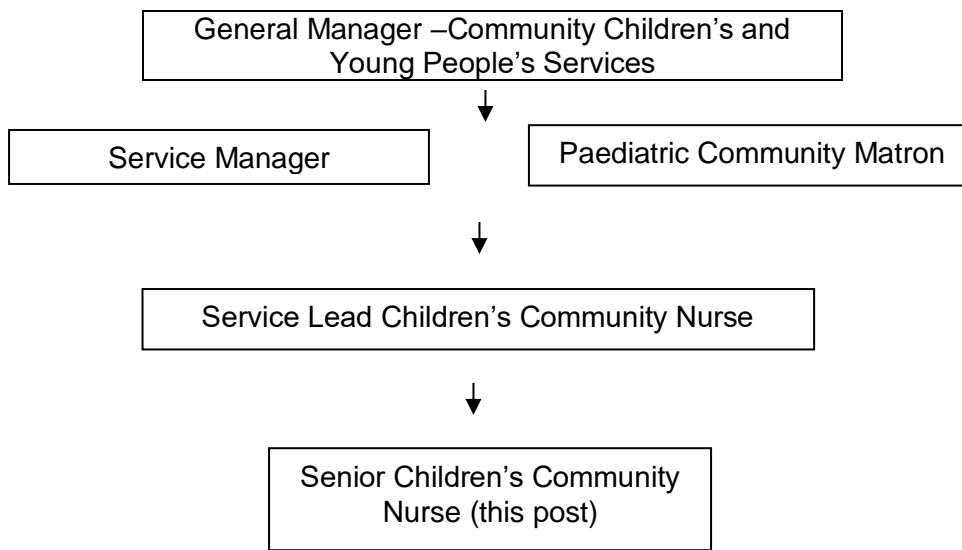 General Manager –Community Children’s and
Young People’s Services
Service Manager
Paediatric Community Matron
Service Lead Children’s Community Nurse
Senior Children’s Community
Nurse (this post)